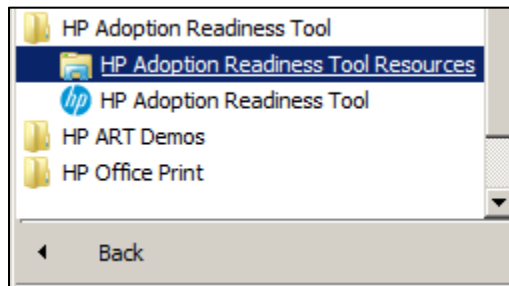 HP Adoption Readiness Tool
HP Adoption Readiness Tool Resources
hp HP Adoption Readiness Tool
HP ART Demos
HP Office Print
Back